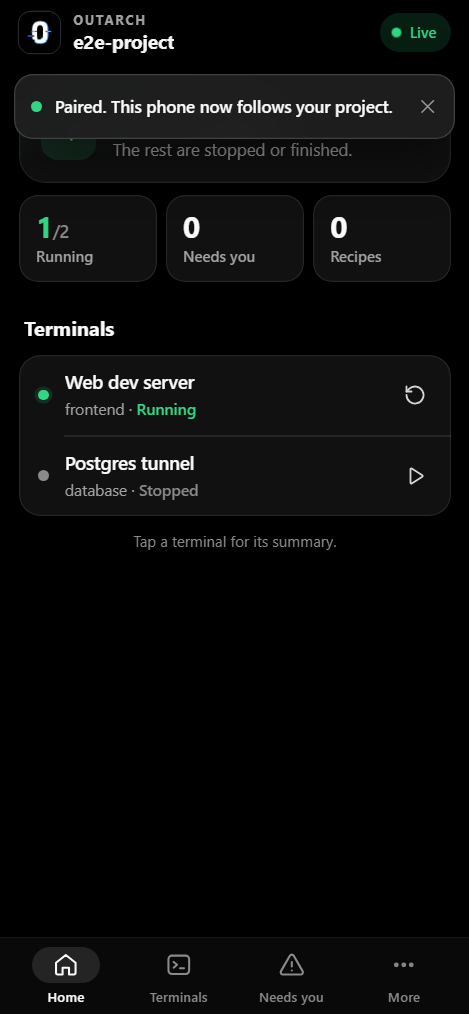 OUTARCH
e2e-project
Live
Paired. This phone now follows your project.
The rest are stopped or finished.
1/2
Running
0
Needs you
0
Recipes
Terminals
Web dev server
frontend · Running
Postgres tunnel
database · Stopped
Tap a terminal for its summary.
Home
Terminals
Needs you
More